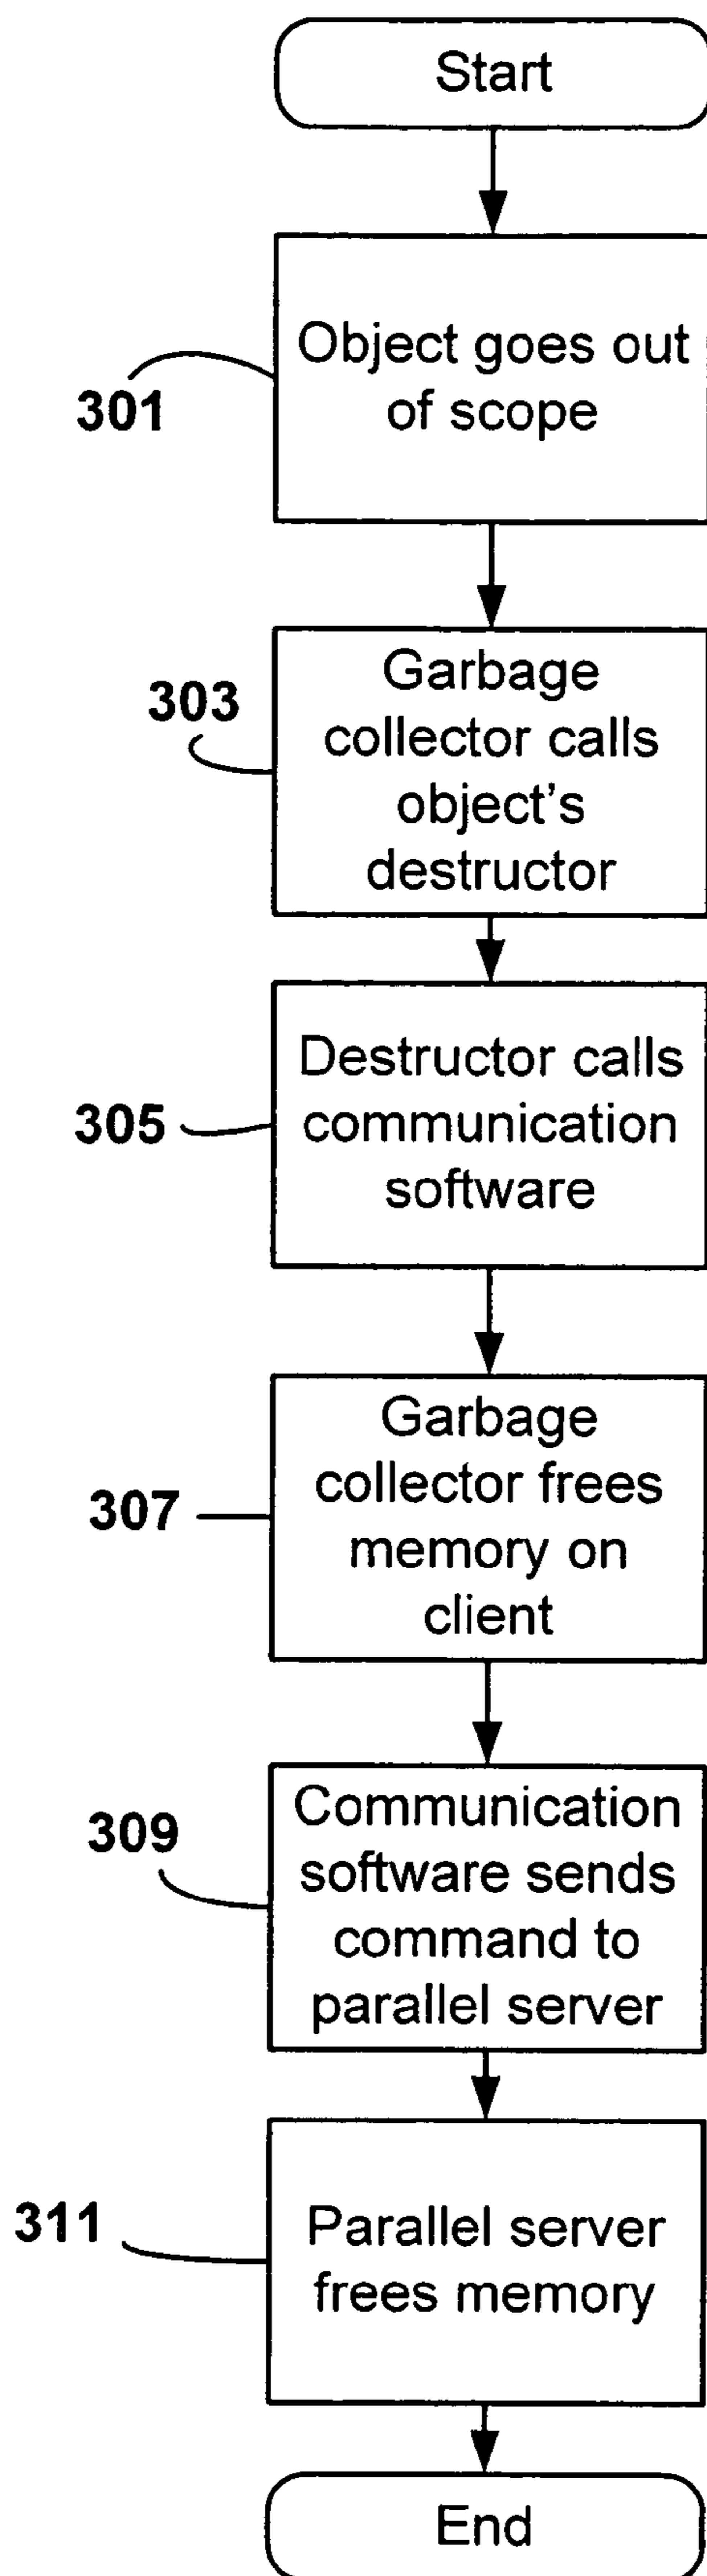 Start
Object goes out
of scope
301
Garbage
collector calls
object's
destructor
303
Destructor calls
communication
software
305
Garbage
collector frees
memory on
client
307
Communication
software sends
command to
parallel server
309
Parallel server
frees memory
311
End